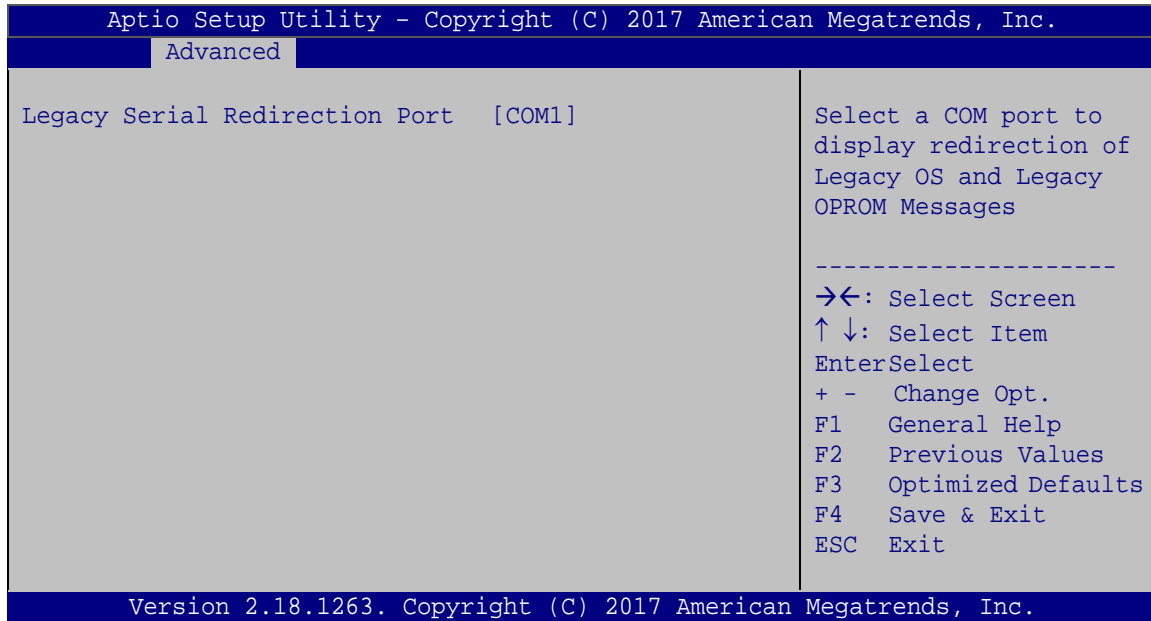 Aptio Setup Utility – Copyright (C) 2017 American Megatrends, Inc.
Advanced
Legacy Serial Redirection Port [COM1]
Select a COM port to
display redirection of
Legacy OS and Legacy
OPROM Messages
---------------------
→←: Select Screen
↑ ↓: Select Item
EnterSelect
+ - Change Opt.
F1 General Help
F2 Previous Values
F3 Optimized Defaults
F4 Save & Exit
ESC Exit
Version 2.18.1263. Copyright (C) 2017 American Megatrends, Inc.